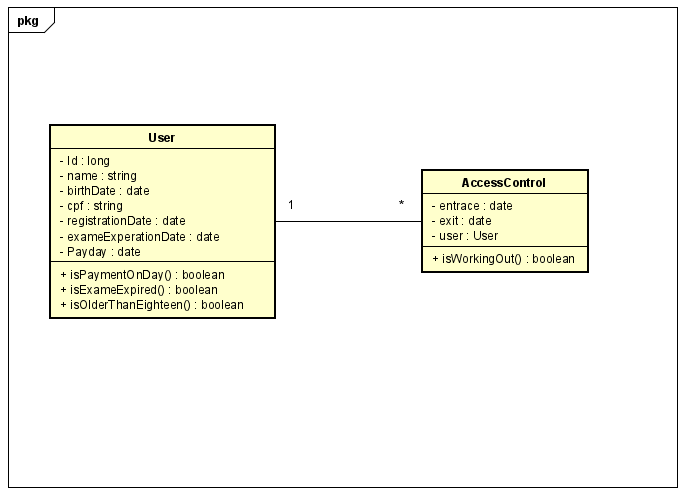 pkg
User
- Id : long
- name : string
- birthDate : date
- cpf : string
- registrationDate : date
- exameExperationDate : date
- Payday : date
+ isPaymentOnDay() : boolean
+ isExameExpired() : boolean
+ isOlderThanEighteen() : boolean
1
*
AccessControl
- entrace : date
- exit : date
- user : User
+ isWorkingOut() : boolean